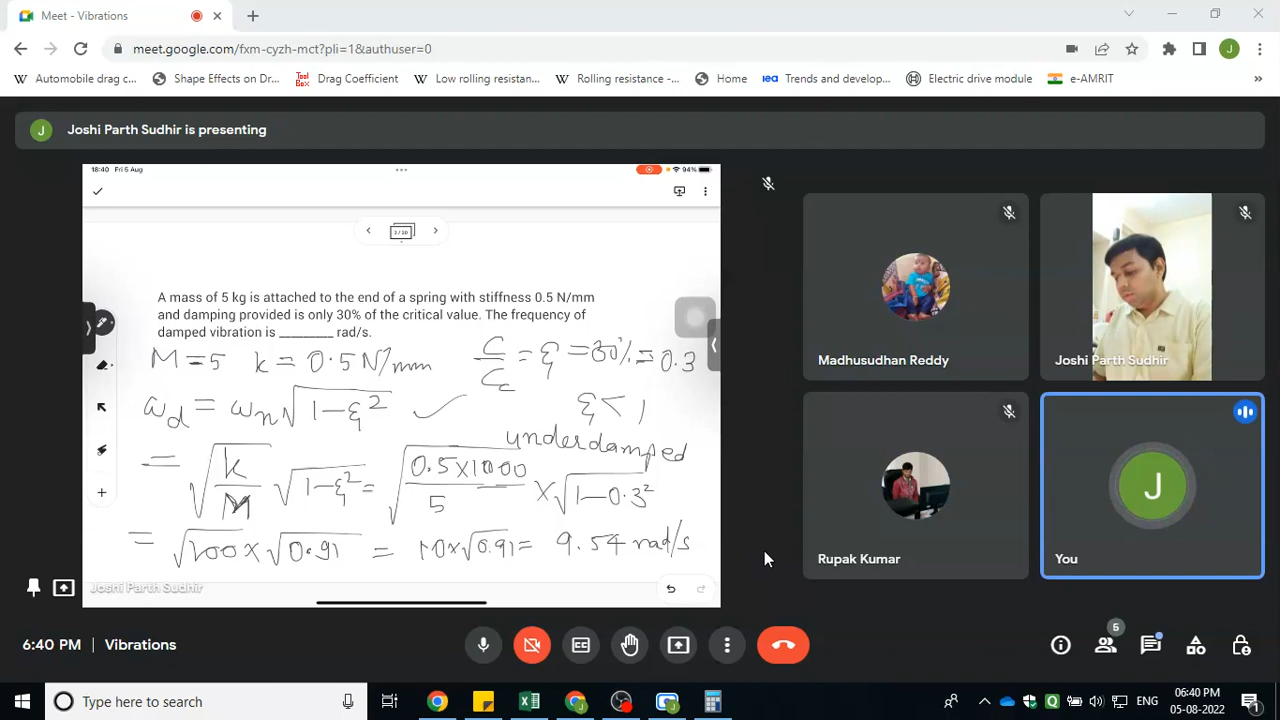 Meet - Vibrations
meet.google.com/fxm-cyzh-mct?pli=1&authuser=0
J
Automobile drag c...
Shape Effects on Dr...
Tool Box
Drag Coefficient
Low rolling resistan...
Rolling resistance -...
Home
iea
Trends and develop...
Electric drive module
e-AMRIT
»
J
Joshi Parth Sudhir is presenting
18:40 Fri 5 Aug
94%
A mass of 5 kg is attached to the end of a spring with stiffness 0.5 N/mm
and damping provided is only 30% of the critical value. The frequency of
damped vibration is ________ rad/s.
M = 5 k = 0.5 N/mm C/Cc = ξ = 30% = 0.3
ωd = ωn√1-ξ² ✓ ξ < 1
underdamped
= √k/M √1-ξ² = √0.5×1000/5 × √1-0.3²
= √100 × √0.91 = 10×√0.91 = 9.54 rad/s
Joshi Parth Sudhir
Madhusudhan Reddy
Joshi Parth Sudhir
Rupak Kumar
J
You
6:40 PM | Vibrations
5
Type here to search
ENG
06:40 PM
05-08-2022
1